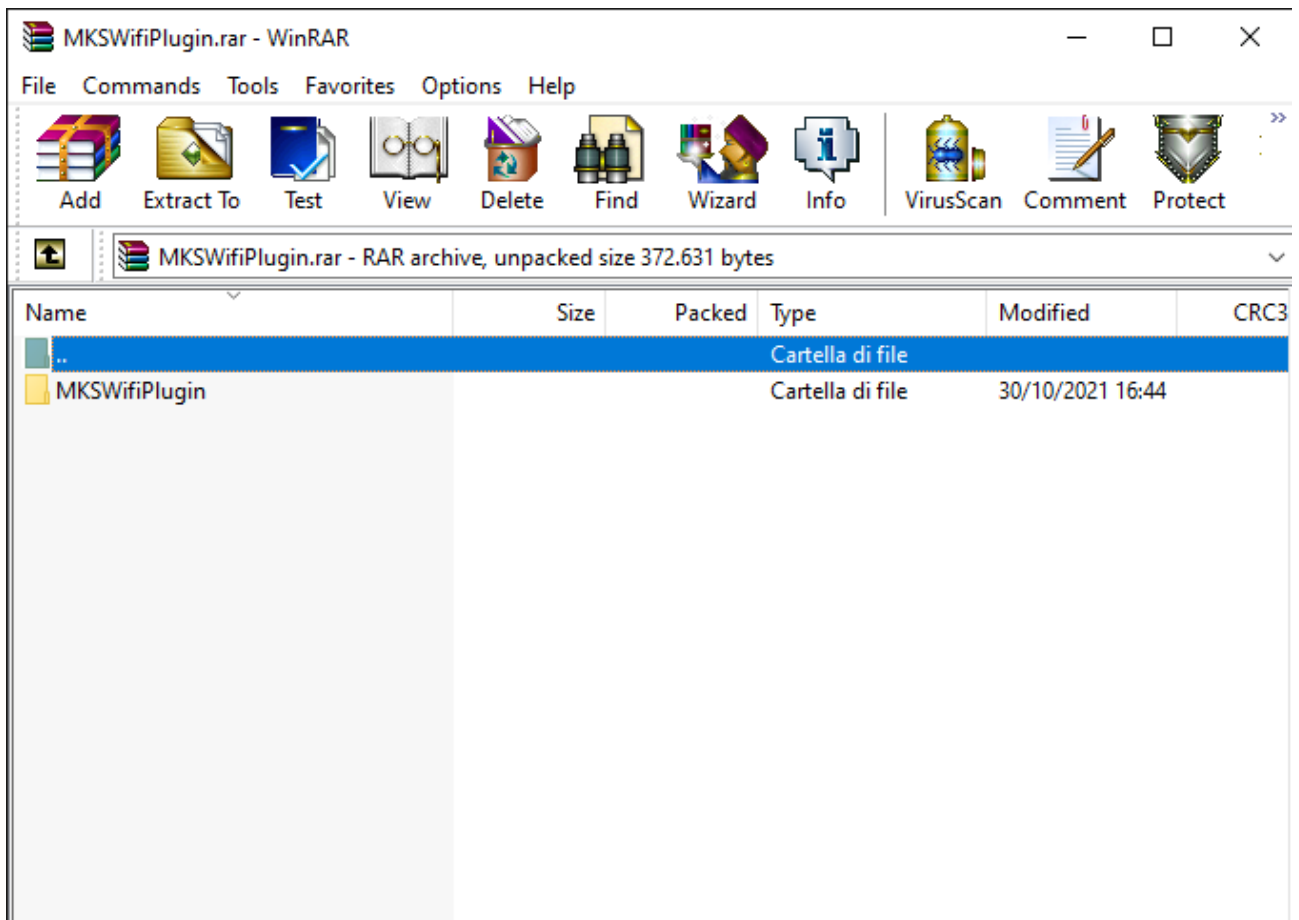 MKSWifiPlugin.rar - WinRAR
File Commands Tools Favorites Options Help
Add Extract To Test View Delete Find Wizard Info VirusScan Comment Protect
MKSWifiPlugin.rar - RAR archive, unpacked size 372.631 bytes
Name Size Packed Type Modified CRC3
.. Cartella di file
MKSWifiPlugin Cartella di file 30/10/2021 16:44